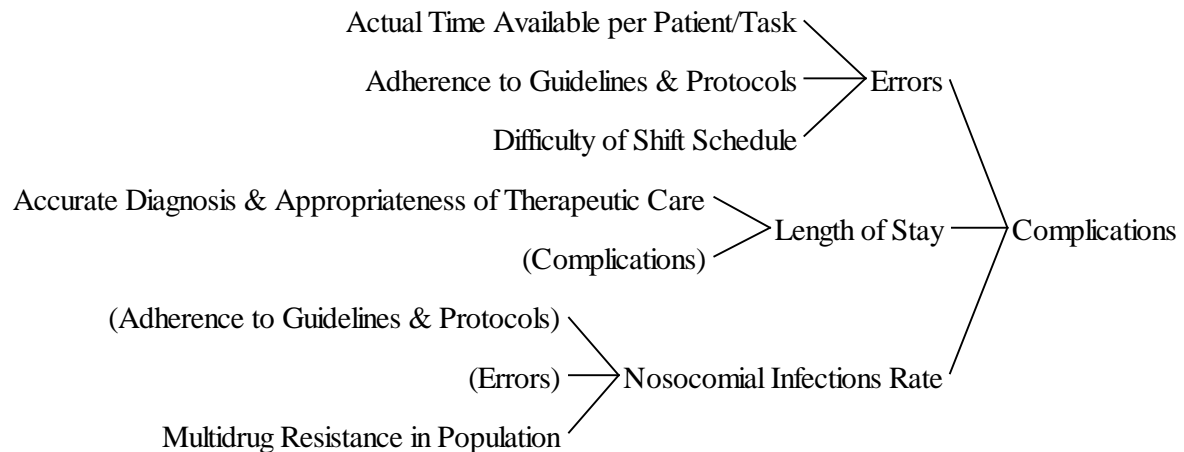 Actual Time Available per Patient/Task
Adherence to Guidelines & Protocols
Errors
Difficulty of Shift Schedule
Accurate Diagnosis & Appropriateness of Therapeutic Care
Length of Stay
Complications
(Complications)
(Adherence to Guidelines & Protocols)
(Errors)
Nosocomial Infections Rate
Multidrug Resistance in Population